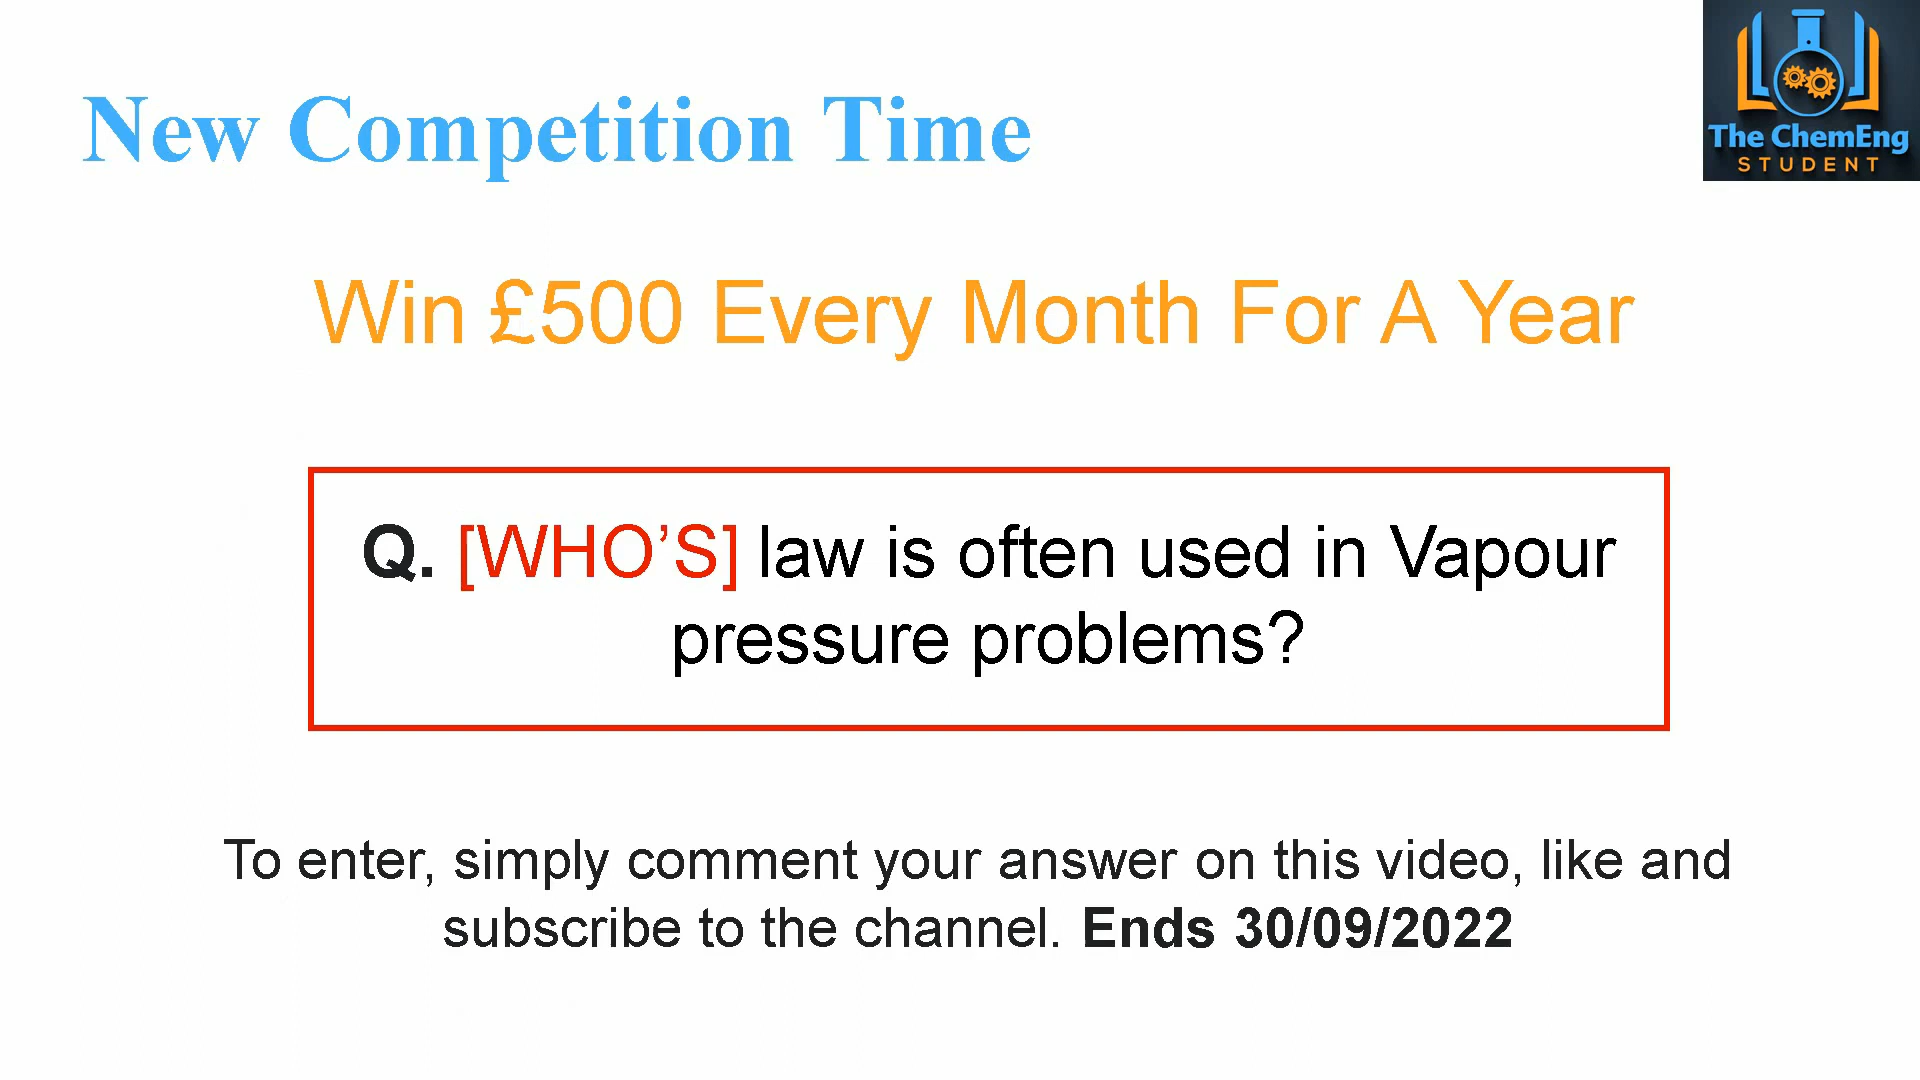 New Competition Time
The ChemEng
STUDENT
Win £500 Every Month For A Year
Q. [WHO’S] law is often used in Vapour
pressure problems?
To enter, simply comment your answer on this video, like and
subscribe to the channel. Ends 30/09/2022